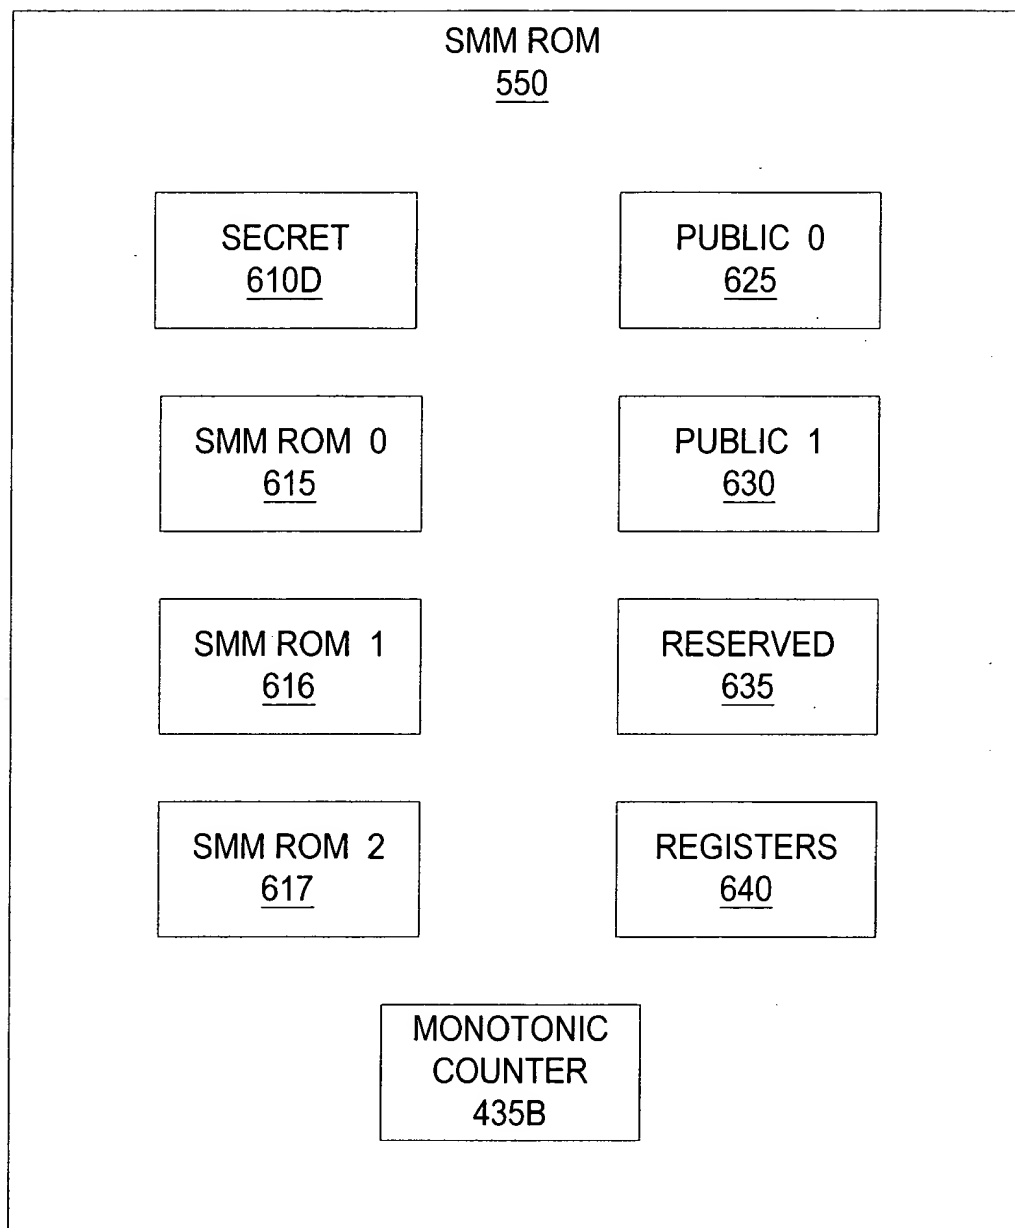 SMM ROM
550
SECRET
610D
PUBLIC 0
625
SMM ROM 0
615
PUBLIC 1
630
SMM ROM 1
616
RESERVED
635
SMM ROM 2
617
REGISTERS
640
MONOTONIC
COUNTER
435B